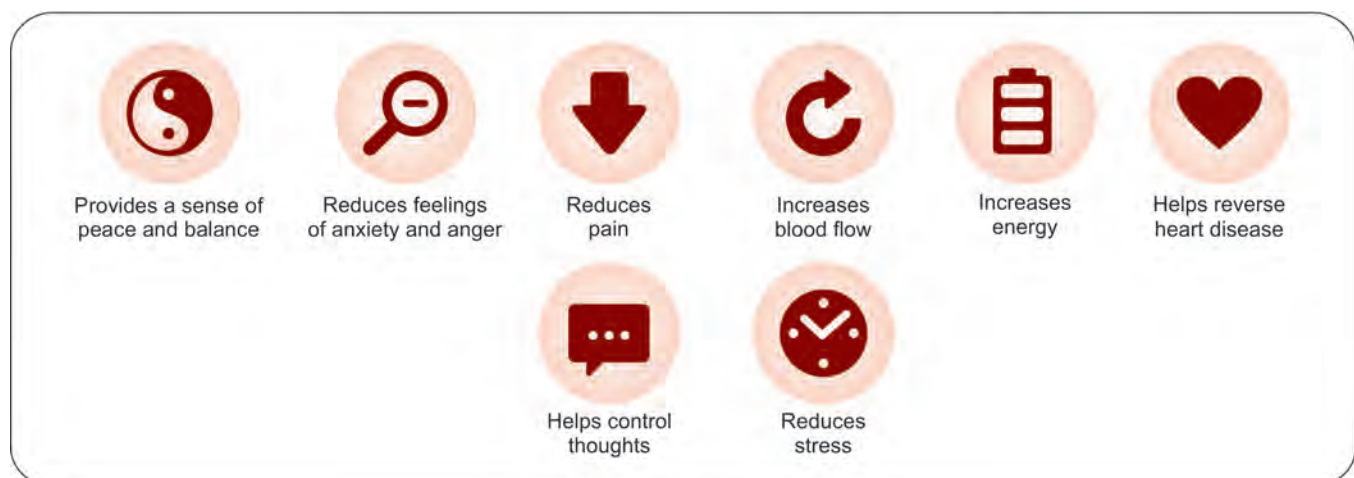 Provides a sense of
peace and balance
Reduces feelings
of anxiety and anger
Reduces
pain
Increases
blood flow
Increases
energy
Helps reverse
heart disease
Helps control
thoughts
Reduces
stress